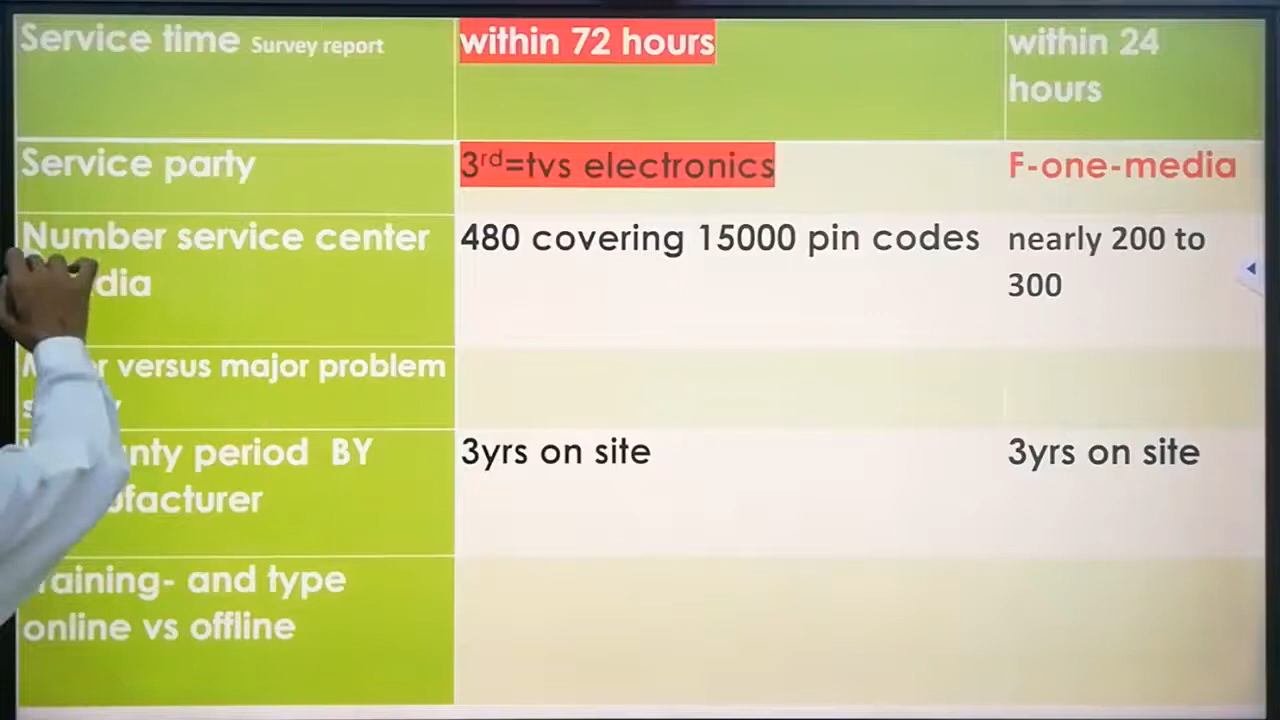 Service time Survey report
within 72 hours
within 24
hours
Service party
3rd=tvs electronics
F-one-media
Number service center
480 covering 15000 pin codes
nearly 200 to
dia
300
versus major problem
nty period BY
3yrs on site
3yrs on site
facturer
raining- and type
online vs offline